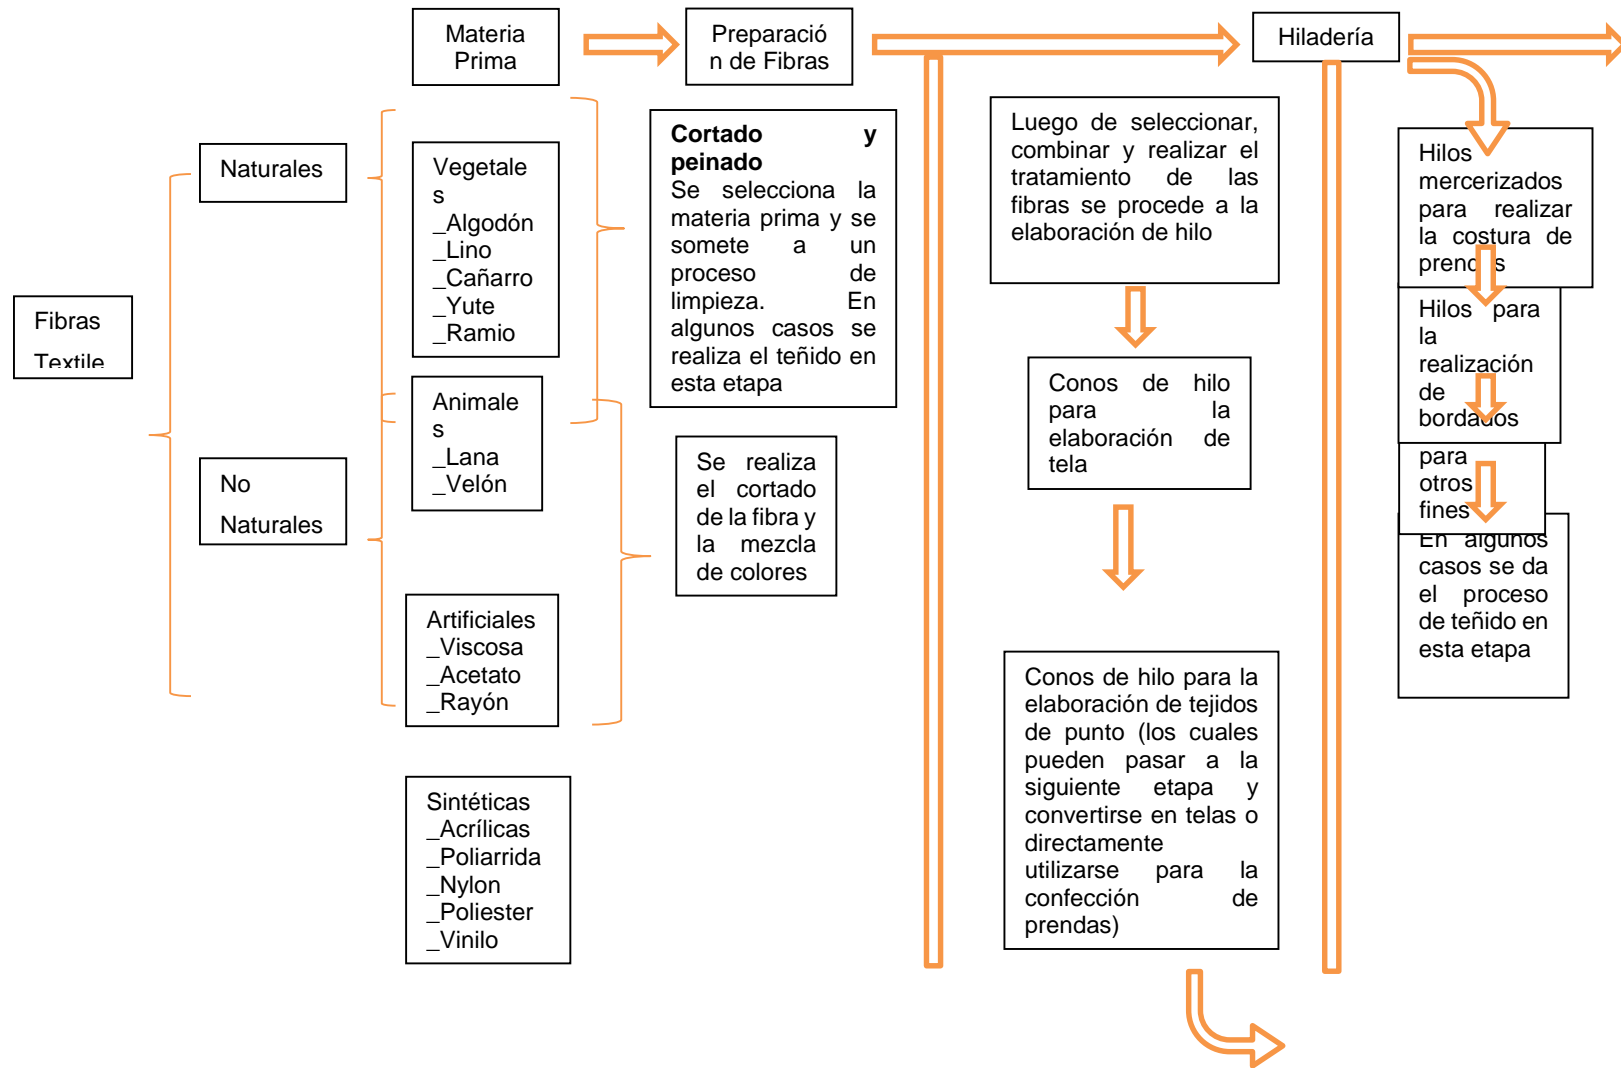 Materia
Prima
Preparació
n de Fibras
Hiladería
Fibras
Textile
Naturales
No
Naturales
Vegetale
s
_Algodón
_Lino
_Cañarro
_Yute
_Ramio
Animale
s
_Lana
_Velón
Artificiales
_Viscosa
_Acetato
_Rayón
Sintéticas
_Acrílicas
_Poliarrida
_Nylon
_Poliester
_Vinilo
Cortado y
peinado
Se selecciona la
materia prima y se
somete a un
proceso de
limpieza. En
algunos casos se
realiza el teñido en
esta etapa
Se realiza
el cortado
de la fibra y
la mezcla
de colores
Luego de seleccionar,
combinar y realizar el
tratamiento de las
fibras se procede a la
elaboración de hilo
Conos de hilo
para la
elaboración de
tela
Conos de hilo para la
elaboración de tejidos
de punto (los cuales
pueden pasar a la
siguiente etapa y
convertirse en telas o
directamente
utilizarse para la
confección de
prendas)
Hilos
mercerizados
para realizar
la costura de
prendas
Hilos para
la
realización
de
bordados
para
otros
fines
En algunos
casos se da
el proceso
de teñido en
esta etapa